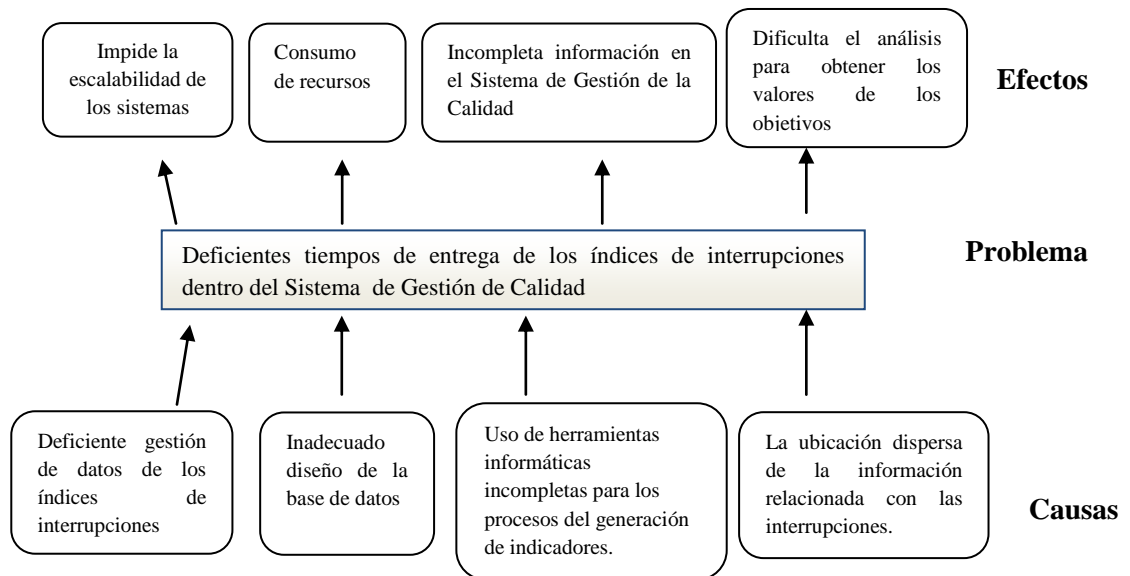 Impide la
escalabilidad de
los sistemas
Consumo
de recursos
Incompleta información en
el Sistema de Gestión de la
Calidad
Dificulta el análisis
para obtener los
valores de los
objetivos
Efectos
Deficientes tiempos de entrega de los índices de interrupciones
dentro del Sistema de Gestión de Calidad
Problema
Deficiente gestión
de datos de los
índices de
interrupciones
Inadecuado
diseño de la
base de datos
Uso de herramientas
informáticas
incompletas para los
procesos del generación
de indicadores.
La ubicación dispersa
de la información
relacionada con las
interrupciones.
Causas